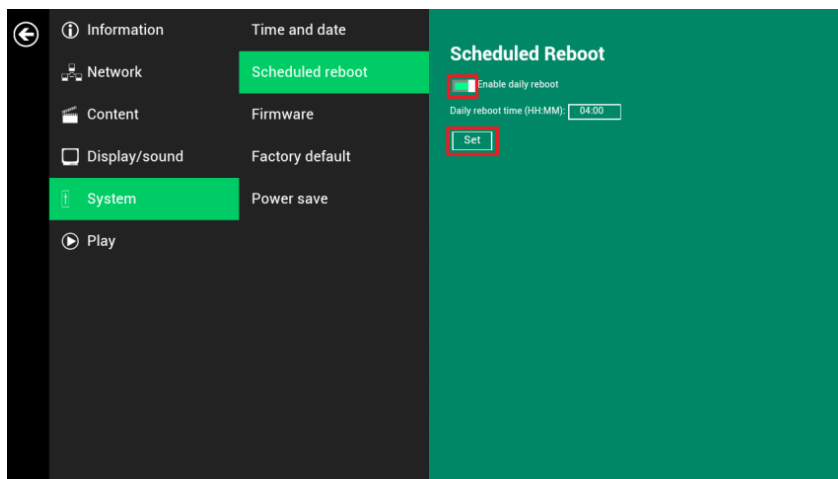 Information
Network
Content
Display/sound
System
Play
Time and date
Scheduled reboot
Firmware
Factory default
Power save
Scheduled Reboot
Enable daily reboot
Daily reboot time (HH:MM): 04:00
Set